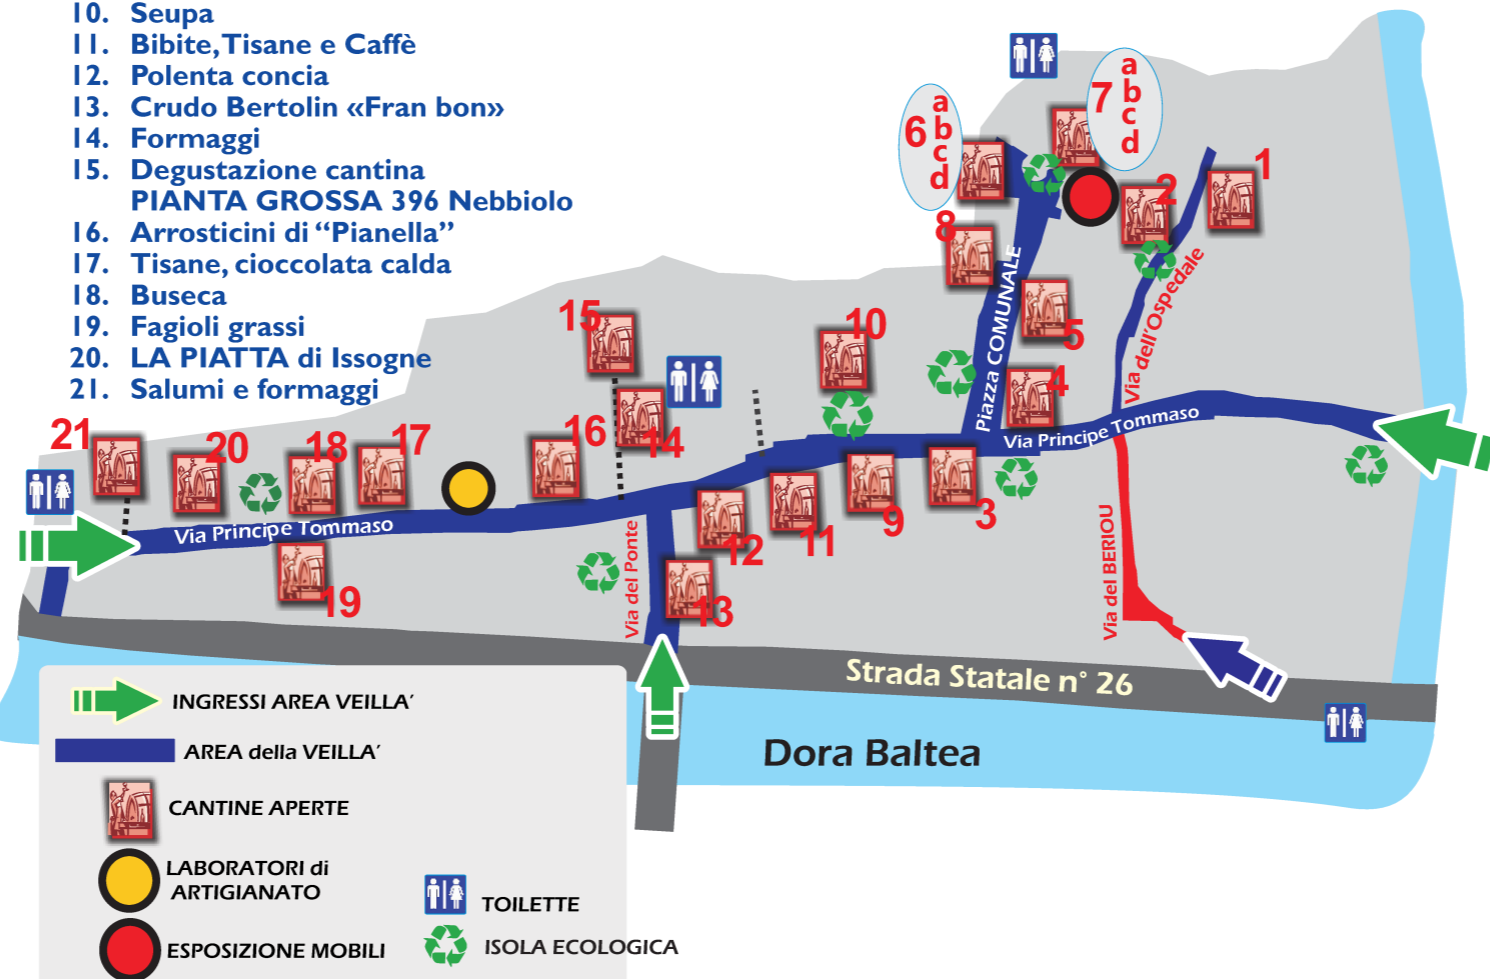 10. Seupa
11. Bibite, Tisane e Caffè
12. Polenta concia
13. Crudo Bertolin «Fran bon»
14. Formaggi
15. Degustazione cantina
PIANTA GROSSA 396 Nebbiolo
16. Arrosticini di “Pianella”
17. Tisane, cioccolata calda
18. Buseca
19. Fagioli grassi
20. LA PIATTA di Issogne
21. Salumi e formaggi
6 a b c d
7 a b c d
1
2
8
5
4
15
10
14
16
17
18
20
21
3
9
11
12
13
19
Piazza COMUNALE
Via dell'Ospedale
Via Principe Tommaso
Via Principe Tommaso
Via del Ponte
Via del BERIOU
Strada Statale n° 26
Dora Baltea
INGRESSI AREA VEILLA'
AREA della VEILLA'
CANTINE APERTE
LABORATORI di
ARTIGIANATO
ESPOSIZIONE MOBILI
TOILETTE
ISOLA ECOLOGICA